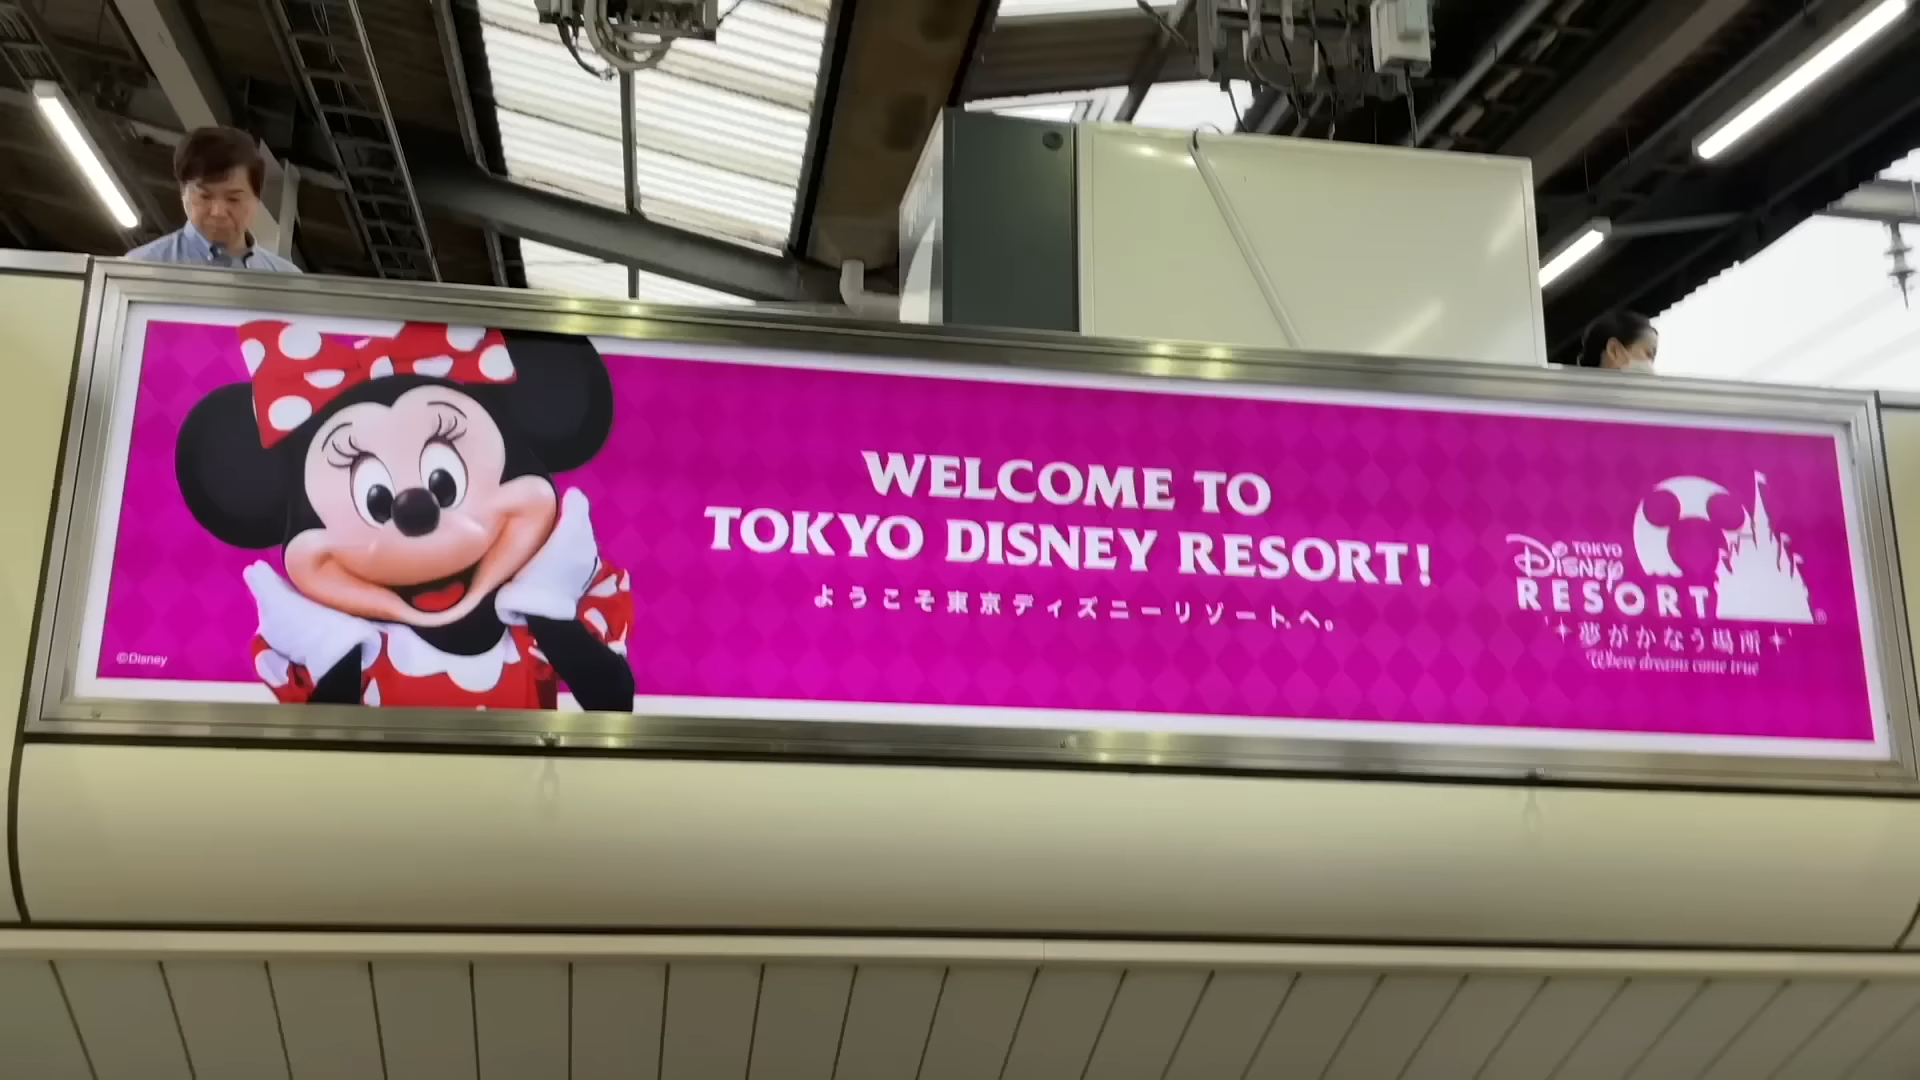 WELCOME TO
TOKYO DISNEY RESORT!
ようこそ東京ディズニーリゾートへ。
©Disney
TOKYO
Disney
RESORT®
夢がかなう場所
Where dreams come true